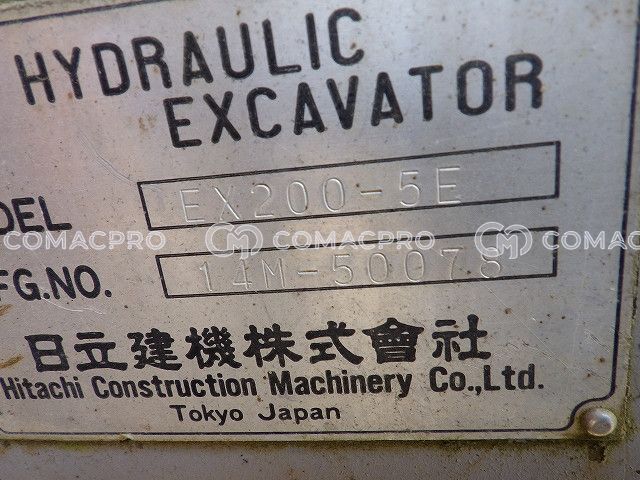 HYDRAULIC
EXCAVATOR
DEL EX200-5E
COMACPRO COMACPRO COMACP
FG.NO. 14M-50078
日立建機株式會社
Hitachi Construction Machinery Co.,Ltd.
Tokyo Japan